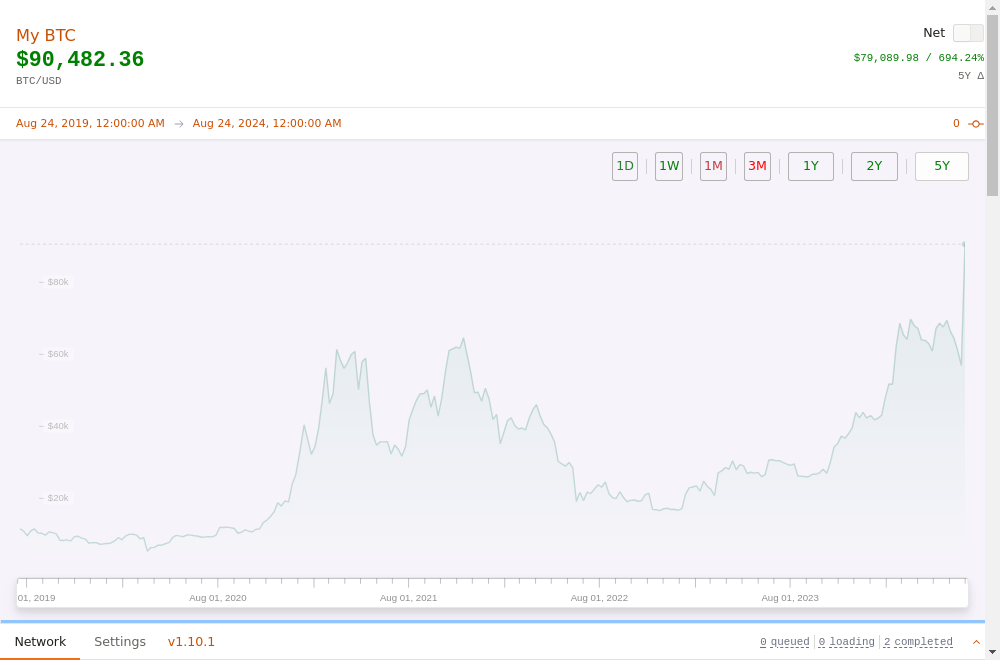 My BTC
$90,482.36
BTC/USD
Net
$79,089.98 / 694.24%
5Y Δ
Aug 24, 2019, 12:00:00 AM → Aug 24, 2024, 12:00:00 AM
0
1D 1W 1M 3M 1Y 2Y 5Y
$80k
$60k
$40k
$20k
01, 2019 Aug 01, 2020 Aug 01, 2021 Aug 01, 2022 Aug 01, 2023
Network Settings v1.10.1 0 queued 0 loading 2 completed